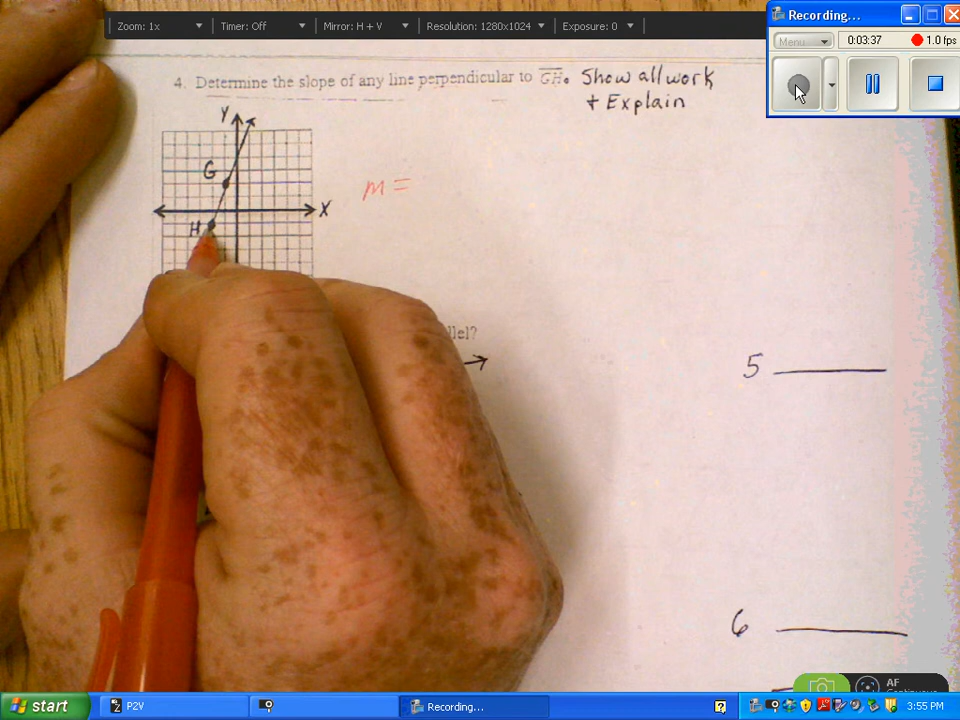 Zoom: 1x Timer: Off Mirror: H + V Resolution: 1280x1024 Exposure: 0
Recording...
Menu 0:03:37 1.0 fps
4. Determine the slope of any line perpendicular to GH. Show all work
+ Explain
Y
G
m =
X
H
llel?
5
6
AF
Continuous
start P2V Recording... 3:55 PM